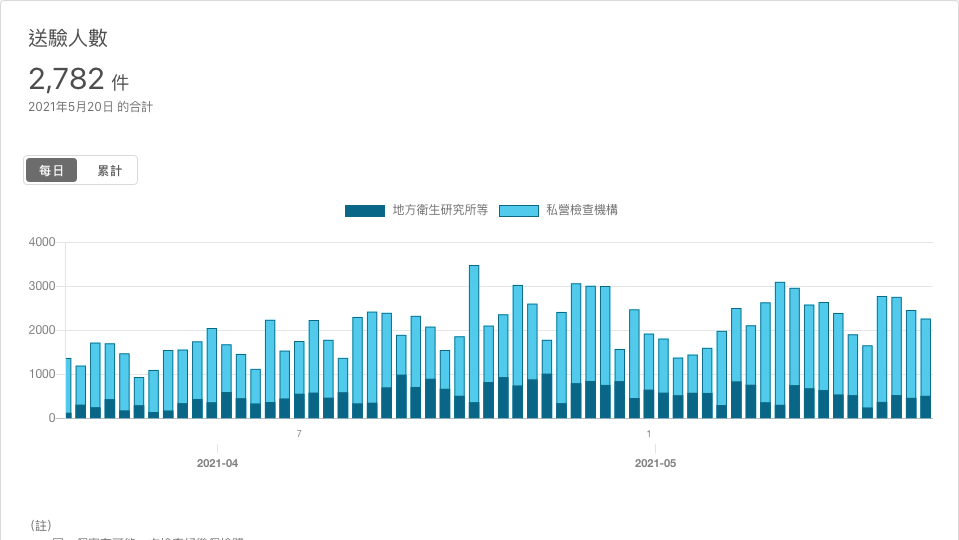 送驗人數
2,782 件
2021年5月20日 的合計
每日 累計
地方衛生研究所等 私營檢查機構
4000
3000
2000
1000
0
7 1
2021-04 2021-05
(註)